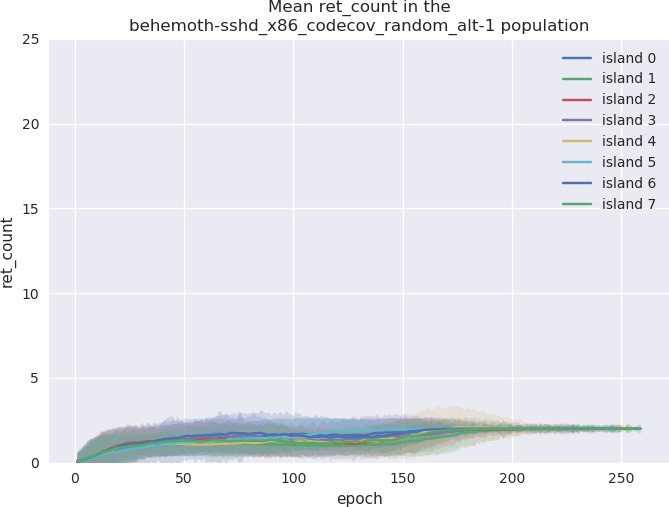 Mean ret_count in the
behemoth-sshd_x86_codecov_random_alt-1 population
25
20
15
10
5
0
ret_count
island 0
island 1
island 2
island 3
island 4
island 5
island 6
island 7
0
50
100
150
200
250
epoch